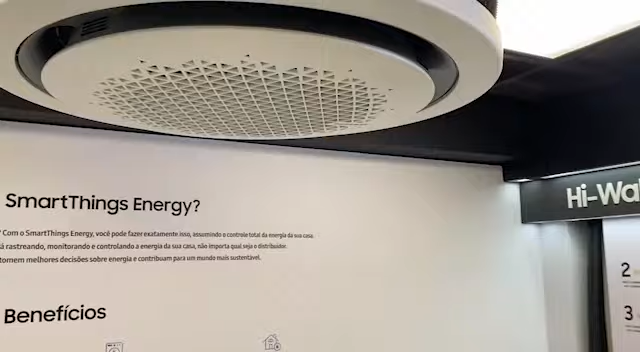 SmartThings Energy?
Com o SmartThings Energy, você pode fazer exatamente isso, assumindo o controle total da energia da sua casa.
á rastreando, monitorando e controlando a energia da sua casa, não importa qual seja o distribuidor.
tomem melhores decisões sobre energia e contribuam para um mundo mais sustentável.
Benefícios
Hi-Wal
2
3